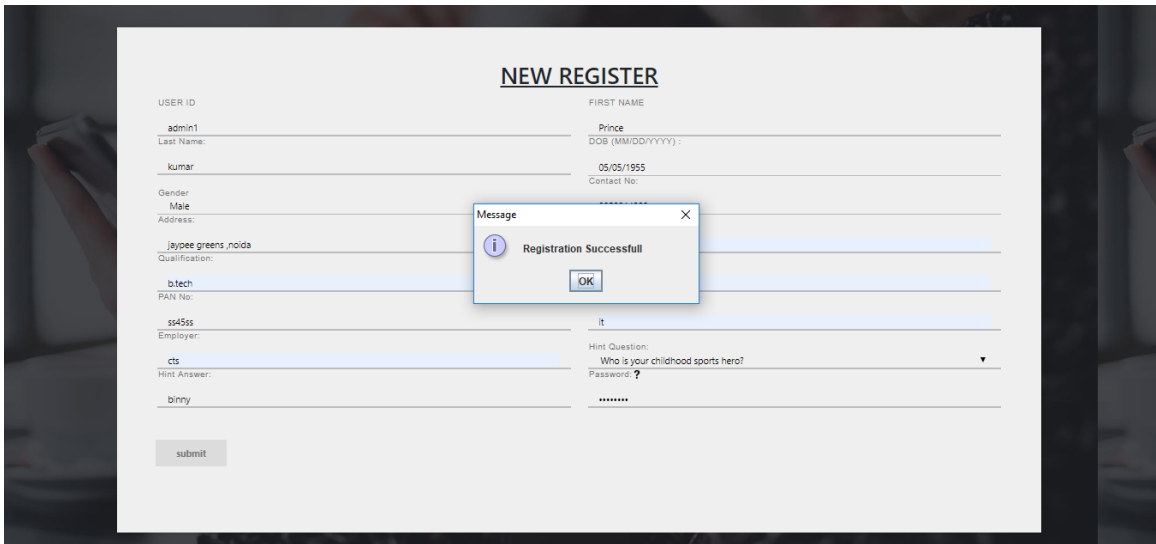 NEW REGISTER
USER ID
FIRST NAME
admin1
Prince
Last Name:
DOB (MM/DD/YYYY) :
kumar
05/05/1955
Gender
Contact No:
Male
Address:
Message
Registration Successfull
OK
jaypee greens ,noida
Qualification:
b.tech
PAN No:
ss45ss
it
Employer:
Hint Question:
cts
Who is your childhood sports hero?
Hint Answer:
Password: ?
binny
••••••••
submit